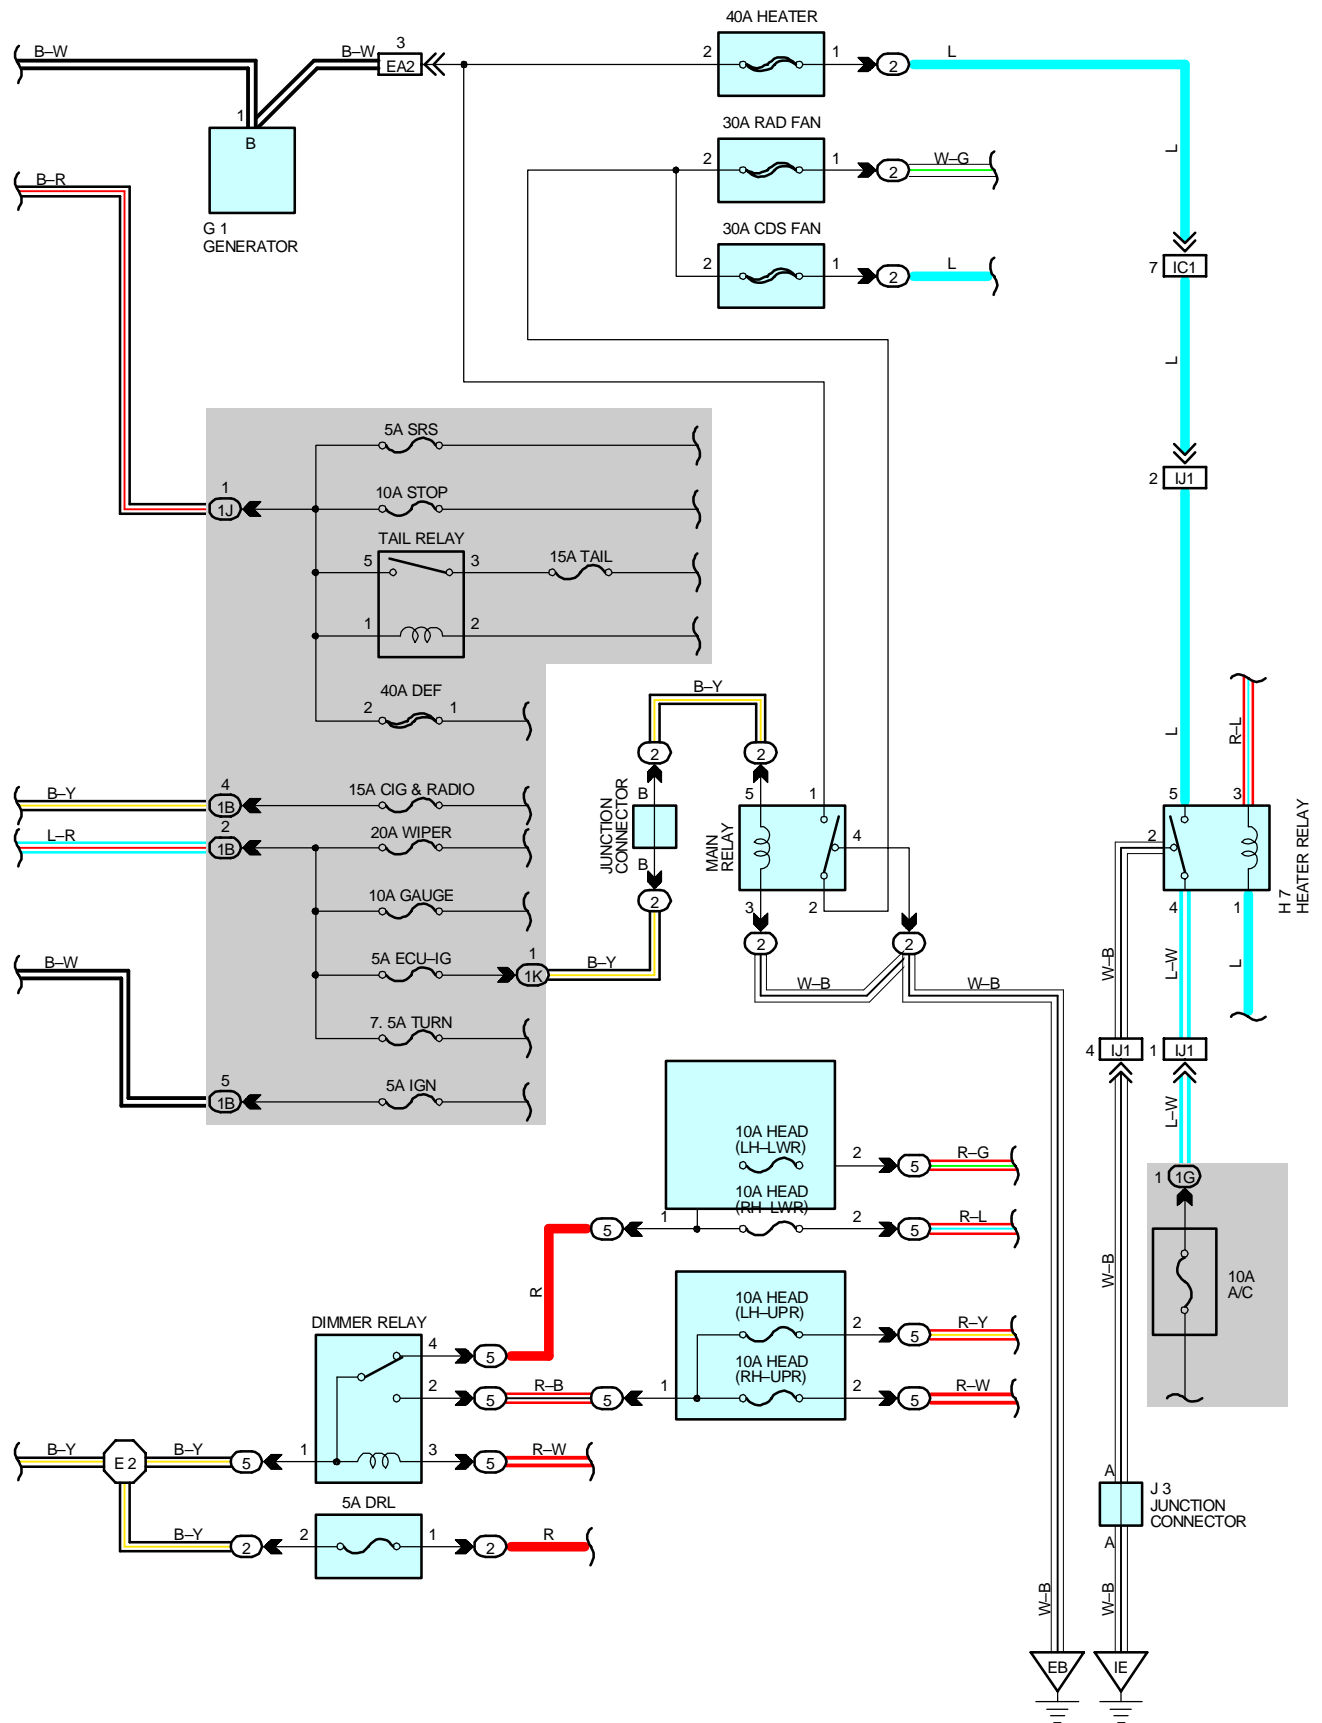 40A HEATER
B–W
B–W
3
EA2
2
1
2
L
1
B
G 1
GENERATOR
30A RAD FAN
2
1
2
W–G
L
B–R
30A CDS FAN
2
1
2
L
7
IC1
L
5A SRS
2
IJ1
1
1J
10A STOP
TAIL RELAY
5
3
15A TAIL
1
2
40A DEF
2
1
B–Y
2
2
L
R–L
B–Y
4
1B
15A CIG & RADIO
B
5
1
5
3
L–R
2
1B
20A WIPER
JUNCTION
CONNECTOR
MAIN
RELAY
4
2
H 7
HEATER RELAY
B
10A GAUGE
2
3
2
4
1
2
2
B–W
5A ECU–IG
1
1K
B–Y
W–B
W–B
W–B
L–W
L
7. 5A TURN
4
IJ1
1
IJ1
5
1B
5A IGN
L–W
10A HEAD
(LH–LWR)
2
5
R–G
1
1G
10A HEAD
(RH–LWR)
5
1
2
5
R–L
R
W–B
10A
A/C
10A HEAD
(LH–UPR)
2
5
R–Y
DIMMER RELAY
4
5
10A HEAD
(RH–UPR)
2
5
R–B
5
1
2
5
R–W
B–Y
E 2
B–Y
5
1
3
5
R–W
A
J 3
JUNCTION
CONNECTOR
5A DRL
B–Y
2
2
1
2
R
A
W–B
W–B
EB
IE